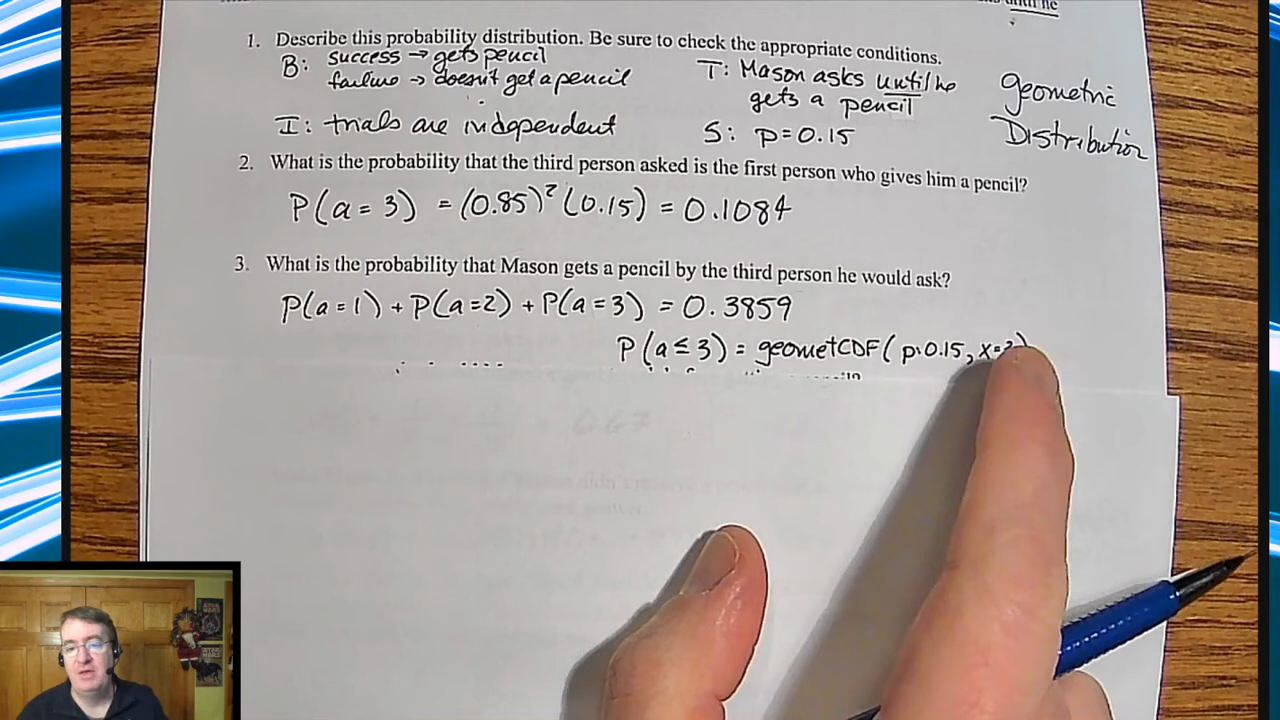 until he
1. Describe this probability distribution. Be sure to check the appropriate conditions.
B: success → gets pencil
failure → doesn't get a pencil
T: Mason asks until he
gets a pencil
Geometric
Distribution
I: trials are independent
S: p=0.15
2. What is the probability that the third person asked is the first person who gives him a pencil?
P(a = 3) = (0.85)² (0.15) = 0.1084
3. What is the probability that Mason gets a pencil by the third person he would ask?
P(a = 1) + P(a = 2) + P(a = 3) = 0.3859
P(a ≤ 3) = geometCDF( p: 0.15, x=3)